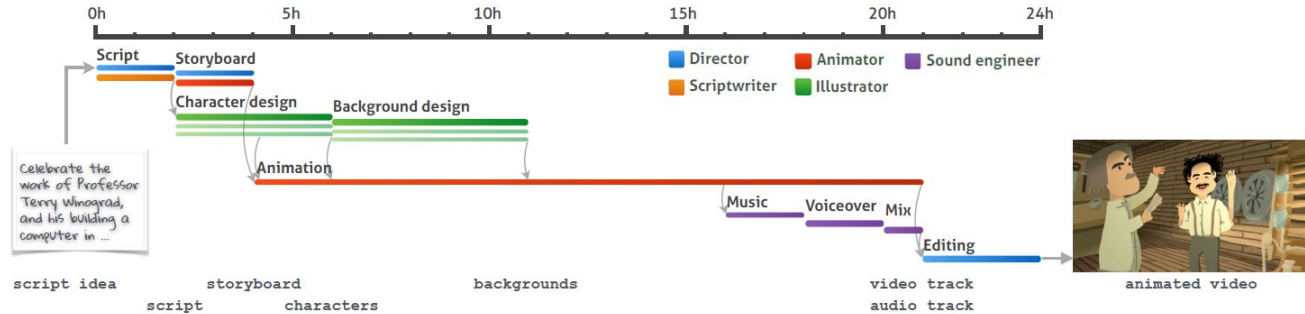 0h 5h 10h 15h 20h 24h
Script
Storyboard
Director
Animator
Sound engineer
Scriptwriter
Illustrator
Character design
Background design
Celebrate the
work of Professor
Terry Winograd,
and his building a
computer in ...
Animation
Music
Voiceover
Mix
Editing
script idea
storyboard
backgrounds
video track
animated video
script
characters
audio track